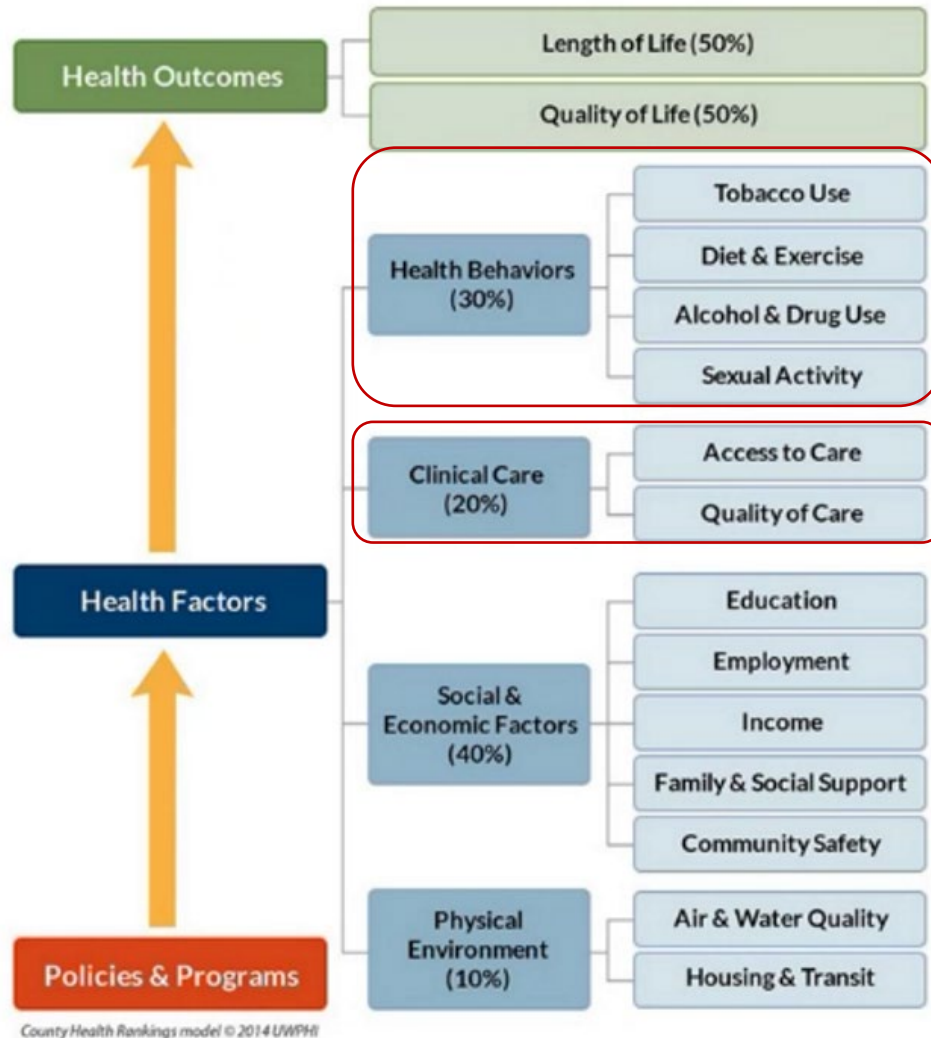 Health Outcomes
Length of Life (50%)
Quality of Life (50%)
Health Behaviors
(30%)
Tobacco Use
Diet & Exercise
Alcohol & Drug Use
Sexual Activity
Clinical Care
(20%)
Access to Care
Quality of Care
Health Factors
Social &
Economic Factors
(40%)
Education
Employment
Income
Family & Social Support
Community Safety
Physical
Environment
(10%)
Air & Water Quality
Housing & Transit
Policies & Programs
County Health Rankings model © 2014 UWPHI